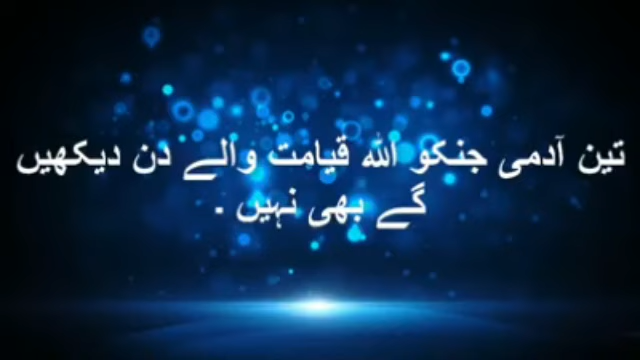 تین آدمی جنکو اللہ قیامت والے دن دیکھیں
گے بھی نہیں ۔